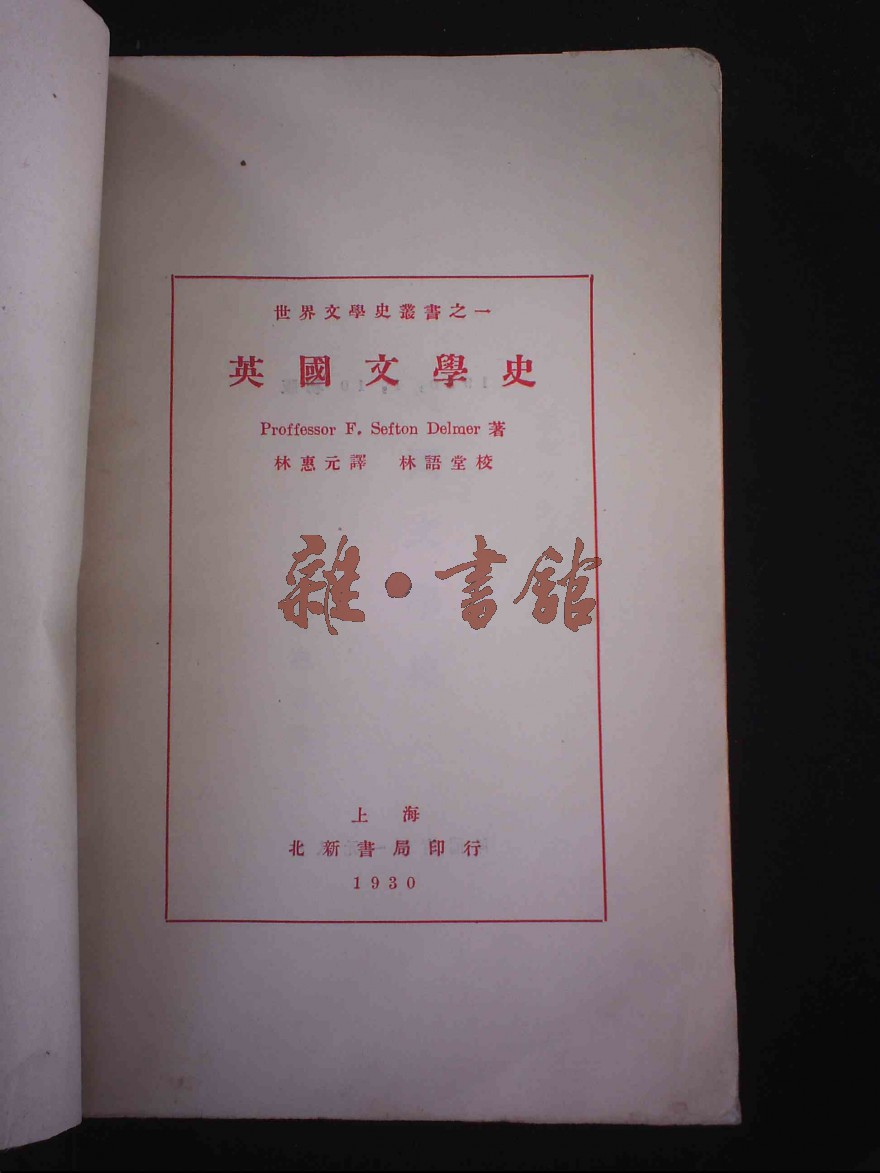 世界文學史叢書之一
英國文學史
Proffessor F. Sefton Delmer 著
林惠元譯 林語堂校
雜·書館
上海
北新書局印行
1930